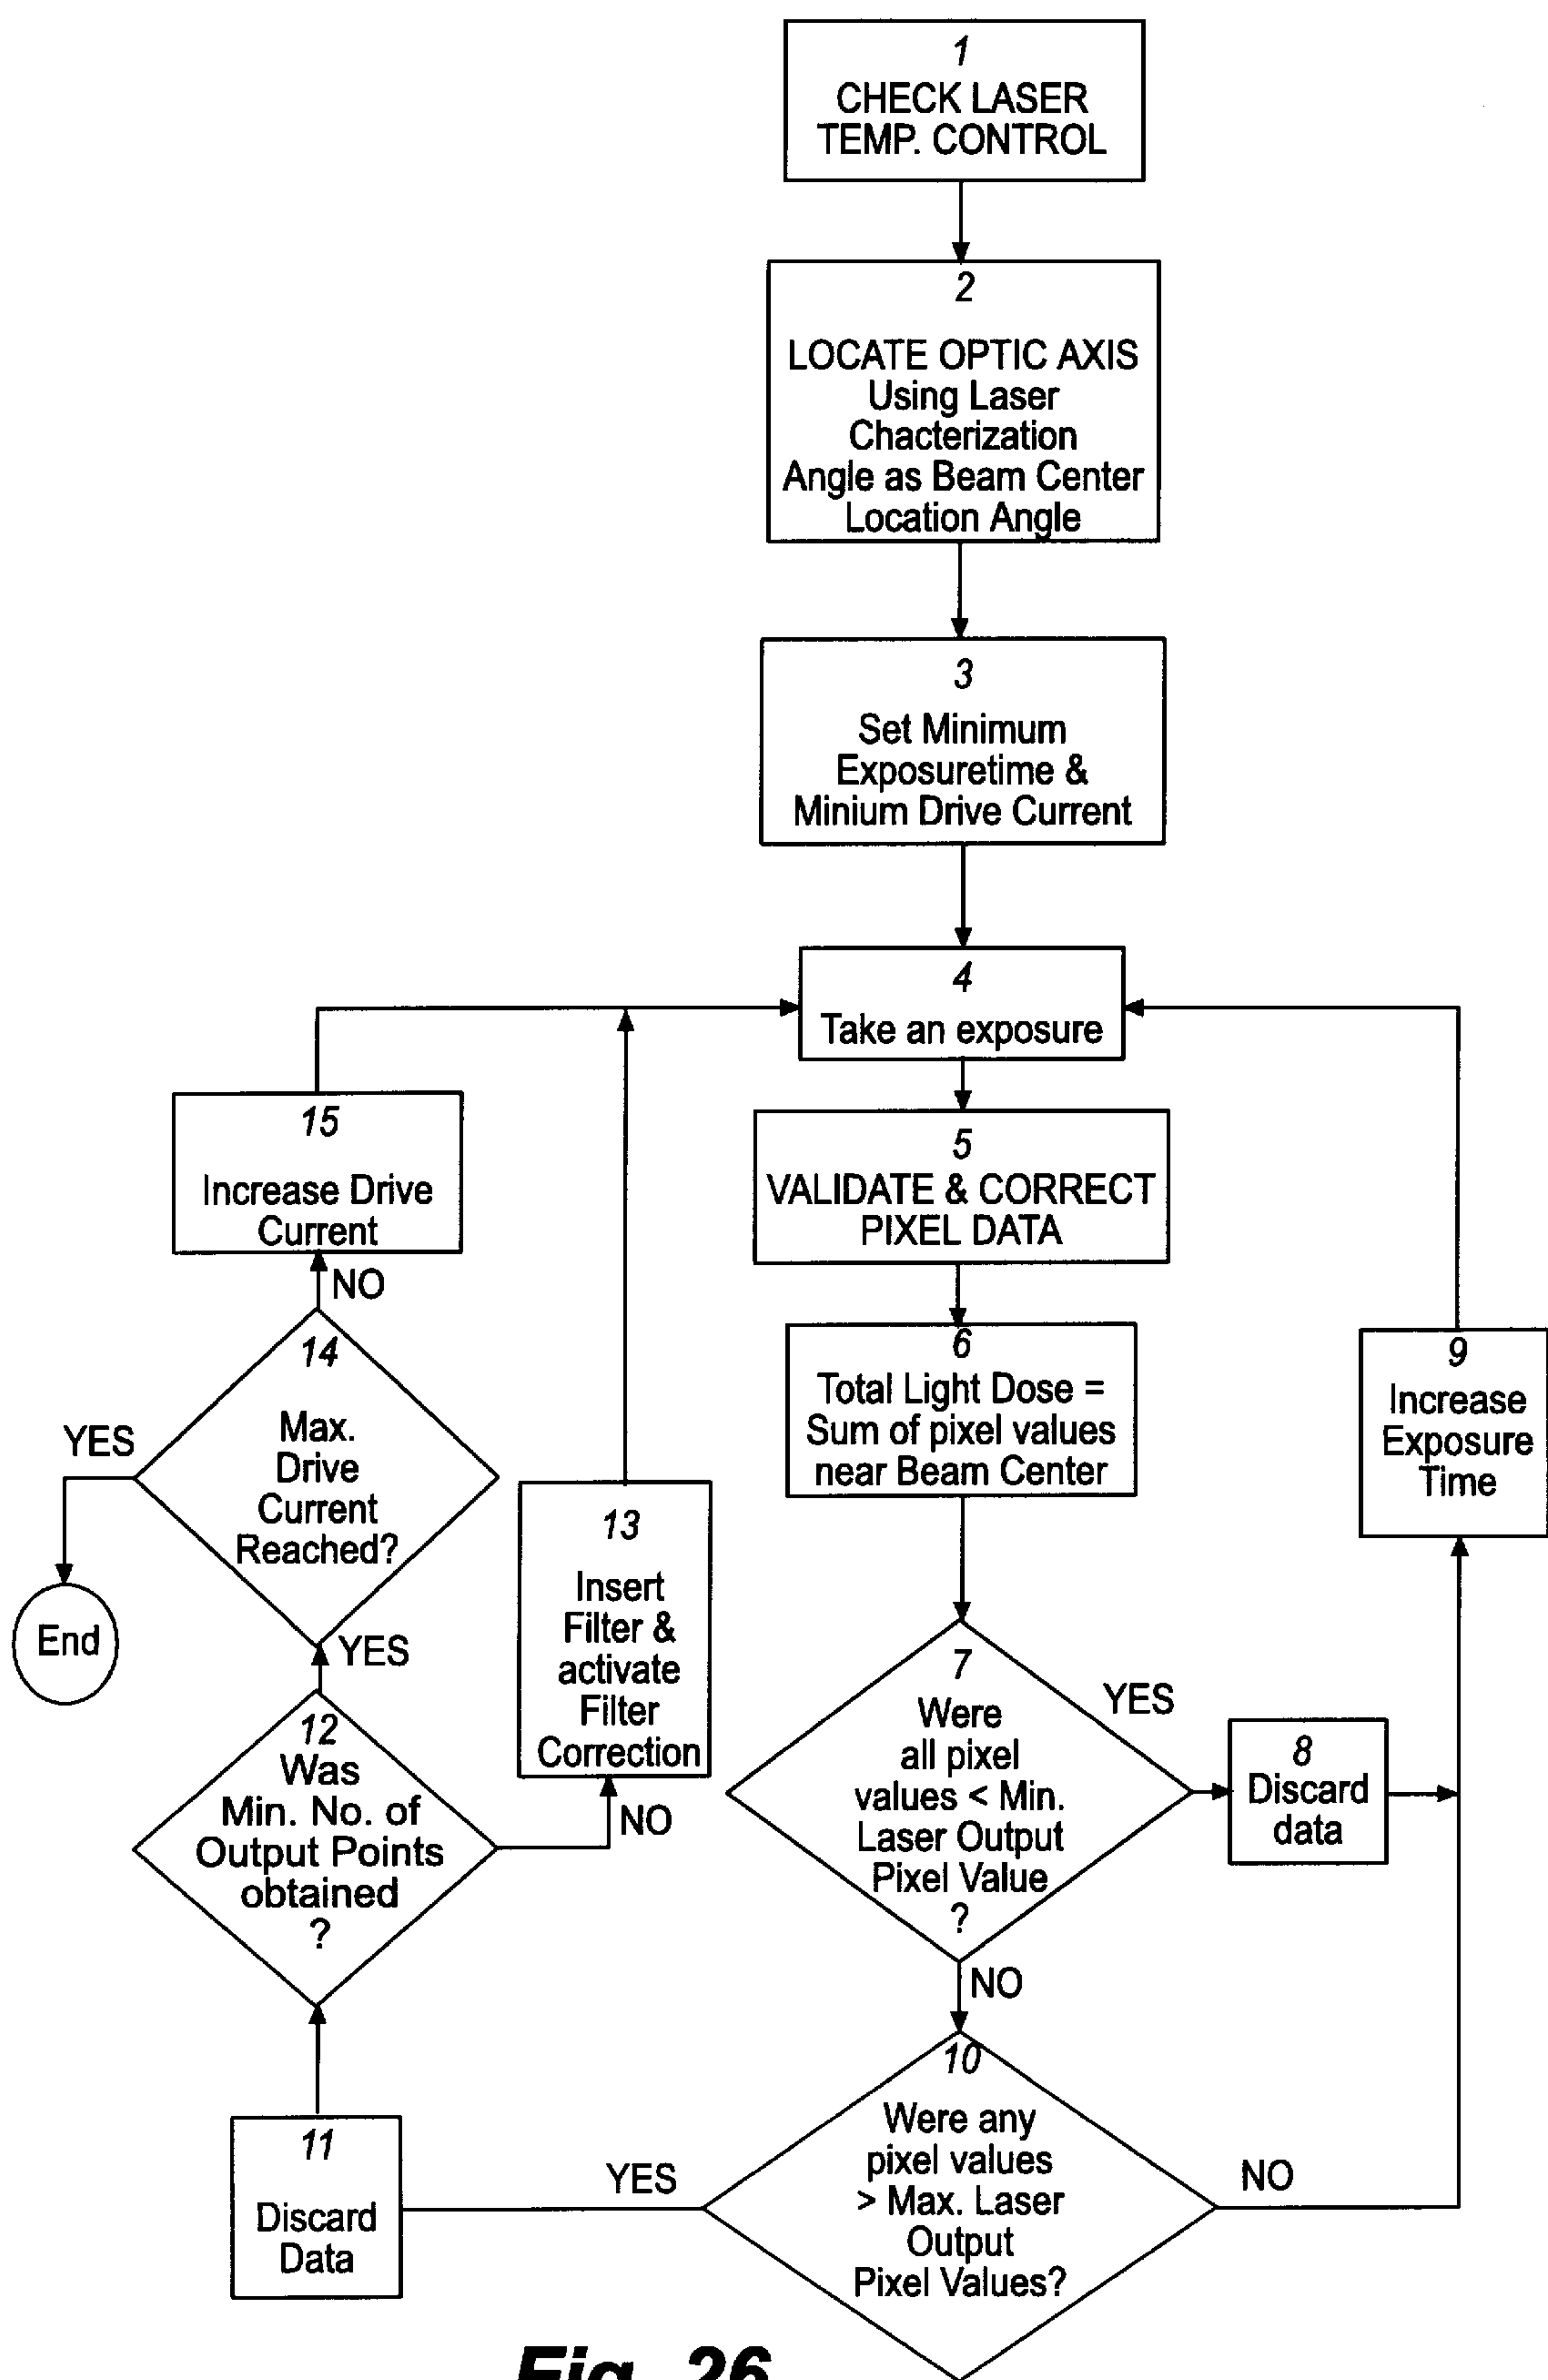 1
CHECK LASER
TEMP. CONTROL
2
LOCATE OPTIC AXIS
Using Laser
Chacterization
Angle as Beam Center
Location Angle
3
Set Minimum
Exposuretime &
Minium Drive Current
4
Take an exposure
5
VALIDATE & CORRECT
PIXEL DATA
6
Total Light Dose =
Sum of pixel values
near Beam Center
7
Were
all pixel
values < Min.
Laser Output
Pixel Value
?
YES
NO
8
Discard
data
9
Increase
Exposure
Time
10
Were any
pixel values
> Max. Laser
Output
Pixel Values?
YES
NO
11
Discard
Data
12
Was
Min. No. of
Output Points
obtained
?
YES
NO
13
Insert
Filter &
activate
Filter
Correction
14
Max.
Drive
Current
Reached?
YES
NO
15
Increase Drive
Current
End
Fig. 26